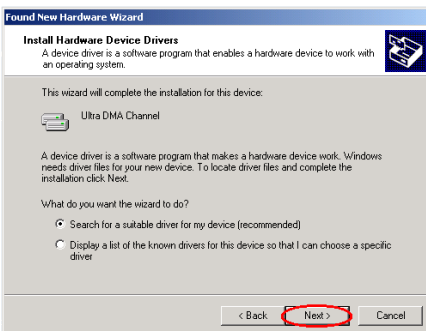 Found New Hardware Wizard
Install Hardware Device Drivers
A device driver is a software program that enables a hardware device to work with
an operating system.
This wizard will complete the installation for this device:
Ultra DMA Channel
A device driver is a software program that makes a hardware device work. Windows
needs driver files for your new device. To locate driver files and complete the
installation click Next.
What do you want the wizard to do?
Search for a suitable driver for my device (recommended)
Display a list of the known drivers for this device so that I can choose a specific
driver
< Back Next > Cancel